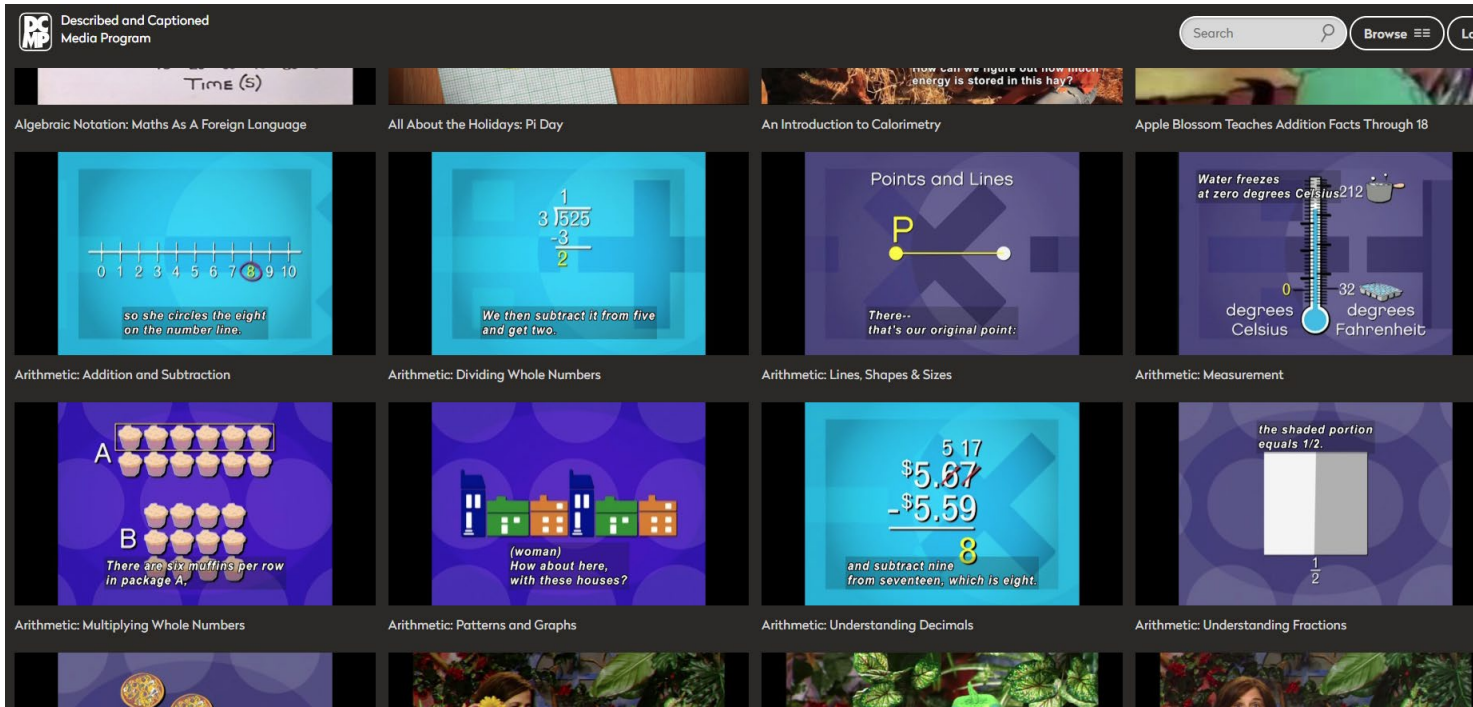 DCMP
Described and Captioned
Media Program
Search
Browse
TIME (S)
How can we figure out how much
energy is stored in this hay?
Algebraic Notation: Maths As A Foreign Language
All About the Holidays: Pi Day
An Introduction to Calorimetry
Apple Blossom Teaches Addition Facts Through 18
0 1 2 3 4 5 6 7 8 9 10
so she circles the eight
on the number line.
1
3 )525
-3
2
We then subtract it from five
and get two.
Points and Lines
P
There--
that's our original point:
Water freezes
at zero degrees Celsius
212
0
32
degrees
Celsius
degrees
Fahrenheit
Arithmetic: Addition and Subtraction
Arithmetic: Dividing Whole Numbers
Arithmetic: Lines, Shapes & Sizes
Arithmetic: Measurement
A
B
There are six muffins per row
in package A,
(woman)
How about here,
with these houses?
5 17
$5.67
-$5.59
8
and subtract nine
from seventeen, which is eight.
the shaded portion
equals 1/2.
1
2
Arithmetic: Multiplying Whole Numbers
Arithmetic: Patterns and Graphs
Arithmetic: Understanding Decimals
Arithmetic: Understanding Fractions